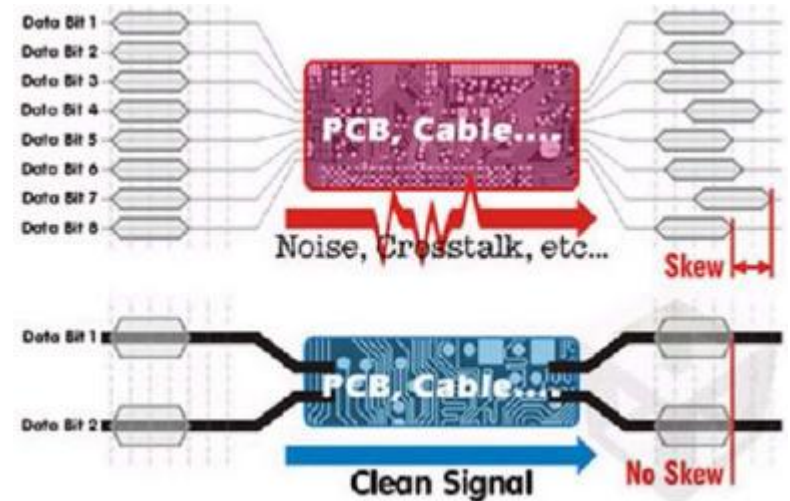 Data Bit 1
Data Bit 2
Data Bit 3
Data Bit 4
Data Bit 5
Data Bit 6
Data Bit 7
Data Bit 8
PCB, Cable....
Noise, Crosstalk, etc...
Skew
Data Bit 1
Data Bit 2
PCB, Cable....
Clean Signal
No Skew